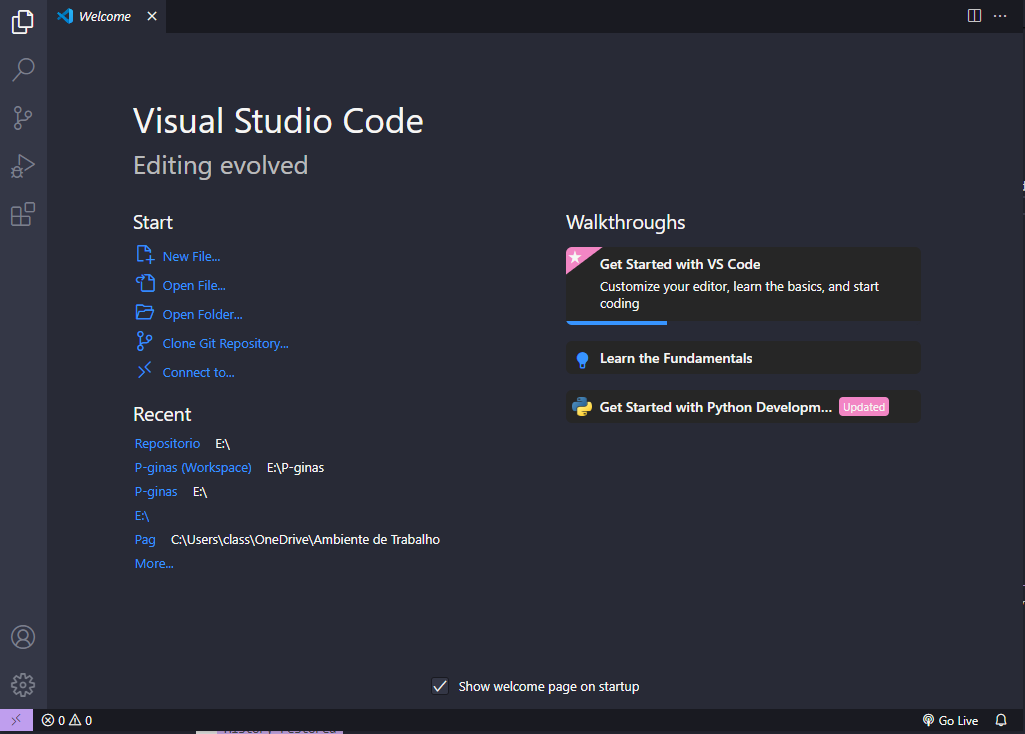 Welcome
Visual Studio Code
Editing evolved
Start
New File...
Open File...
Open Folder...
Clone Git Repository...
Connect to...
Recent
Repositorio E:\
P-ginas (Workspace) E:\P-ginas
P-ginas E:\
E:\
Pag C:\Users\class\OneDrive\Ambiente de Trabalho
More...
Walkthroughs
Get Started with VS Code
Customize your editor, learn the basics, and start
coding
Learn the Fundamentals
Get Started with Python Developm... Updated
Show welcome page on startup
0 0
Go Live